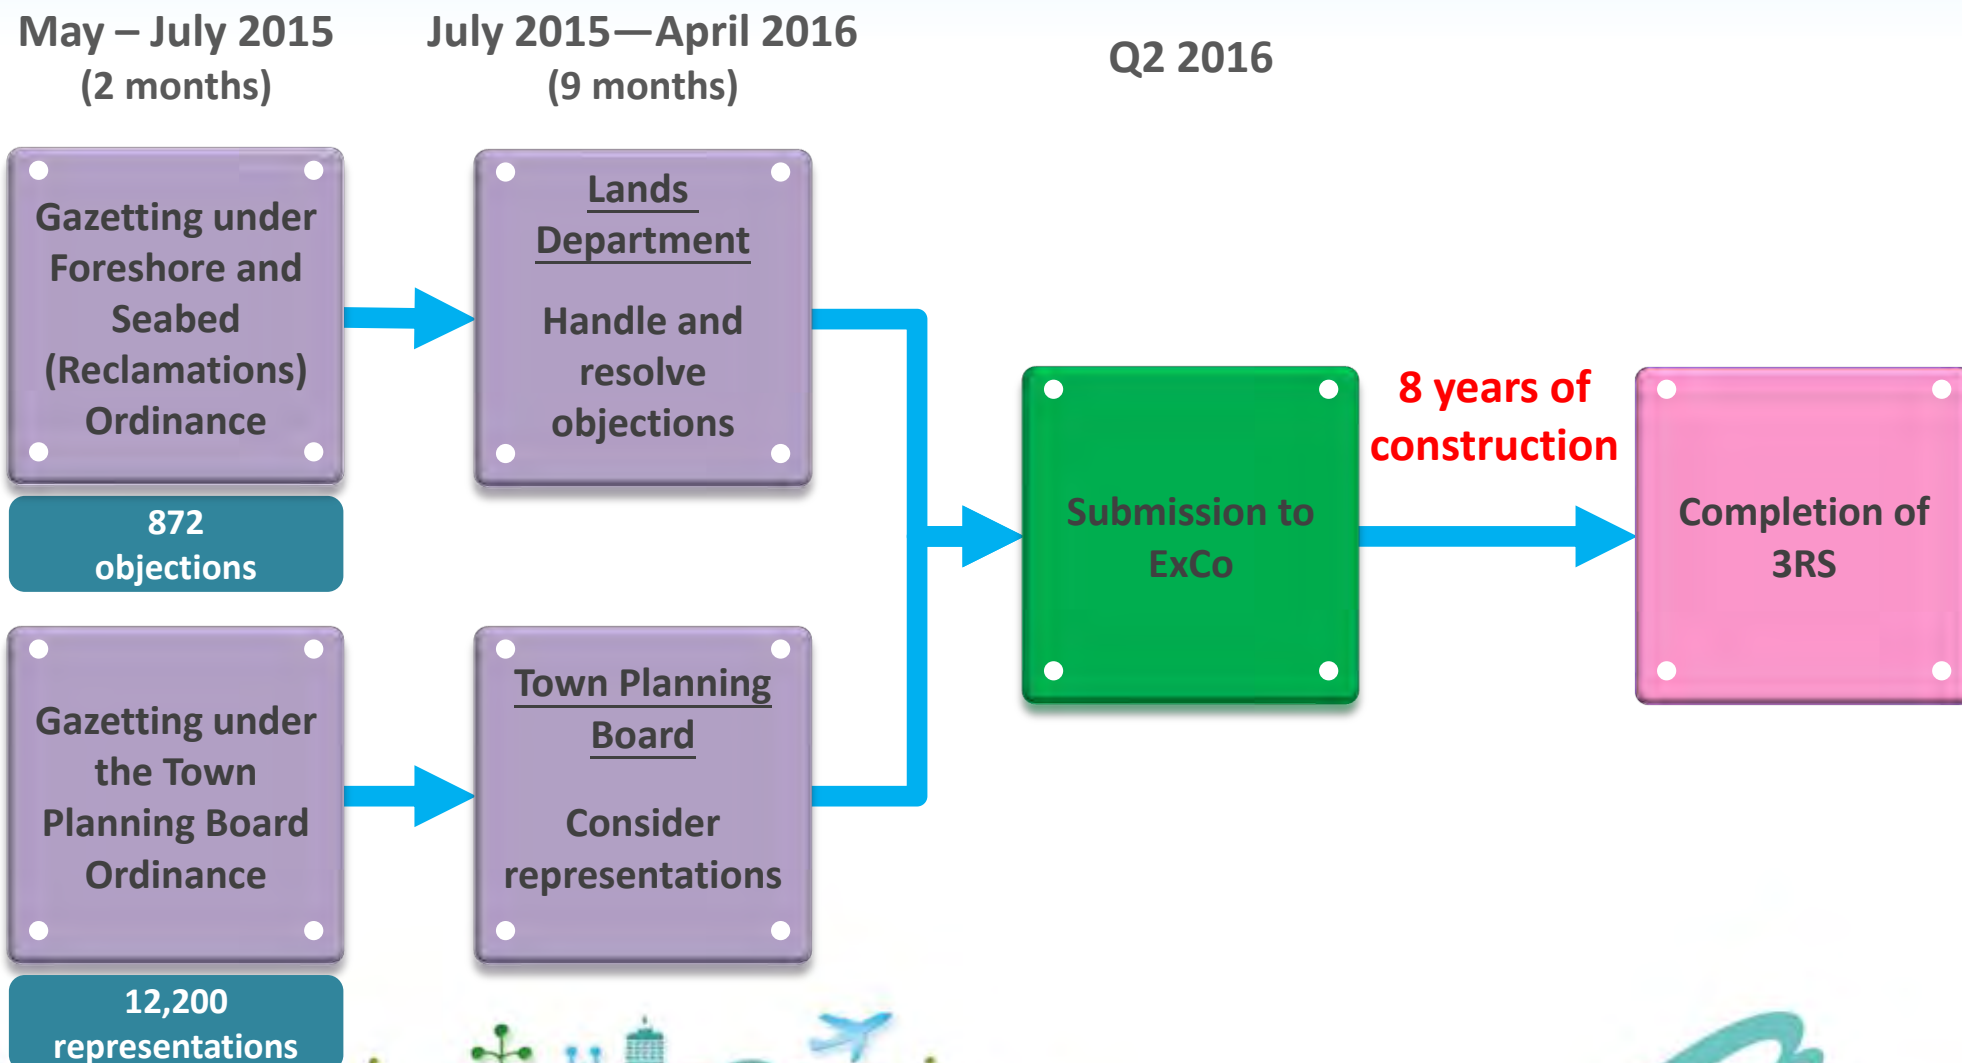 May – July 2015
(2 months)
July 2015—April 2016
(9 months)
Q2 2016
Gazetting under
Foreshore and
Seabed
(Reclamations)
Ordinance
872
objections
Lands
Department
Handle and
resolve
objections
Gazetting under
the Town
Planning Board
Ordinance
12,200
representations
Town Planning
Board
Consider
representations
Submission to
ExCo
8 years of
construction
Completion of
3RS